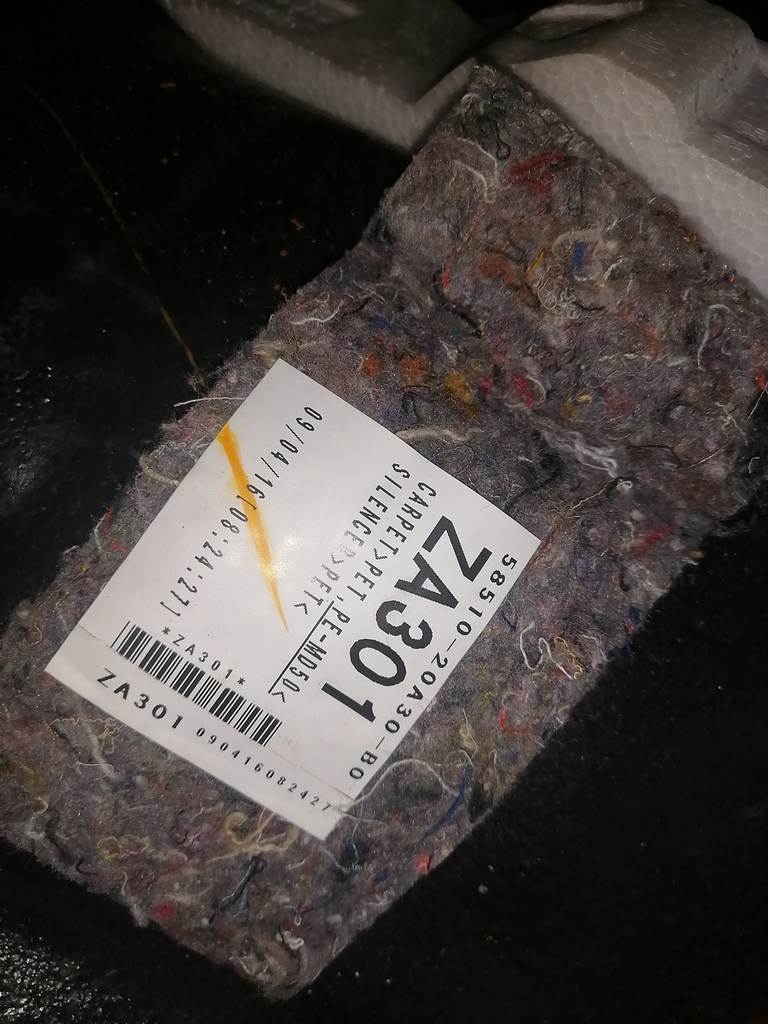 58510-20A30-B0
ZA301
CARPET>PET,PE-MD50<
SILENCER>PET<
09/04/16[08:24:27]
*ZA301*
ZA301 090416082427